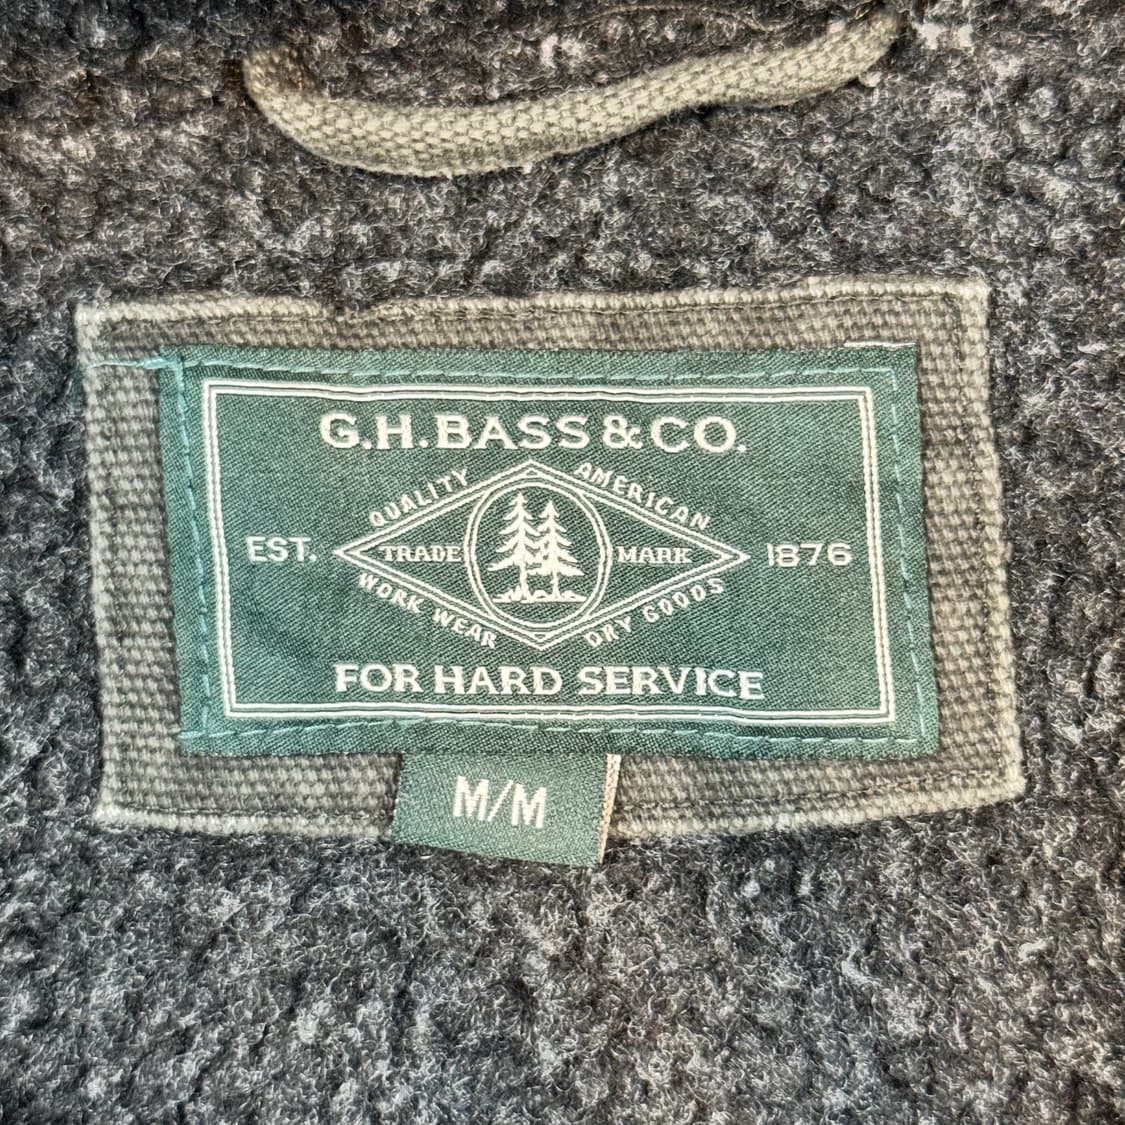 G.H. BASS & CO.
QUALITY AMERICAN
EST. TRADE MARK 1876
WORK WEAR DRY GOODS
FOR HARD SERVICE
M/M